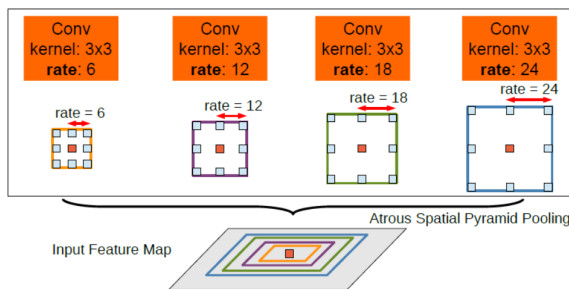 Conv
kernel: 3x3
rate: 6
Conv
kernel: 3x3
rate: 12
Conv
kernel: 3x3
rate: 18
Conv
kernel: 3x3
rate: 24
rate = 6
rate = 12
rate = 18
rate = 24
Atrous Spatial Pyramid Pooling
Input Feature Map